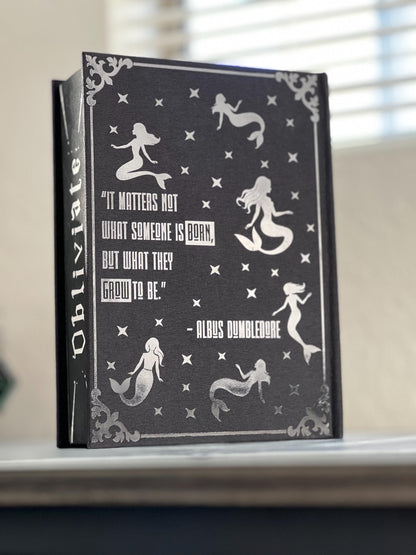 Obliviate
"IT MATTERS NOT
WHAT SOMEONE IS BORN,
BUT WHAT THEY
GROW TO BE."
- ALBUS DUMBLEDORE